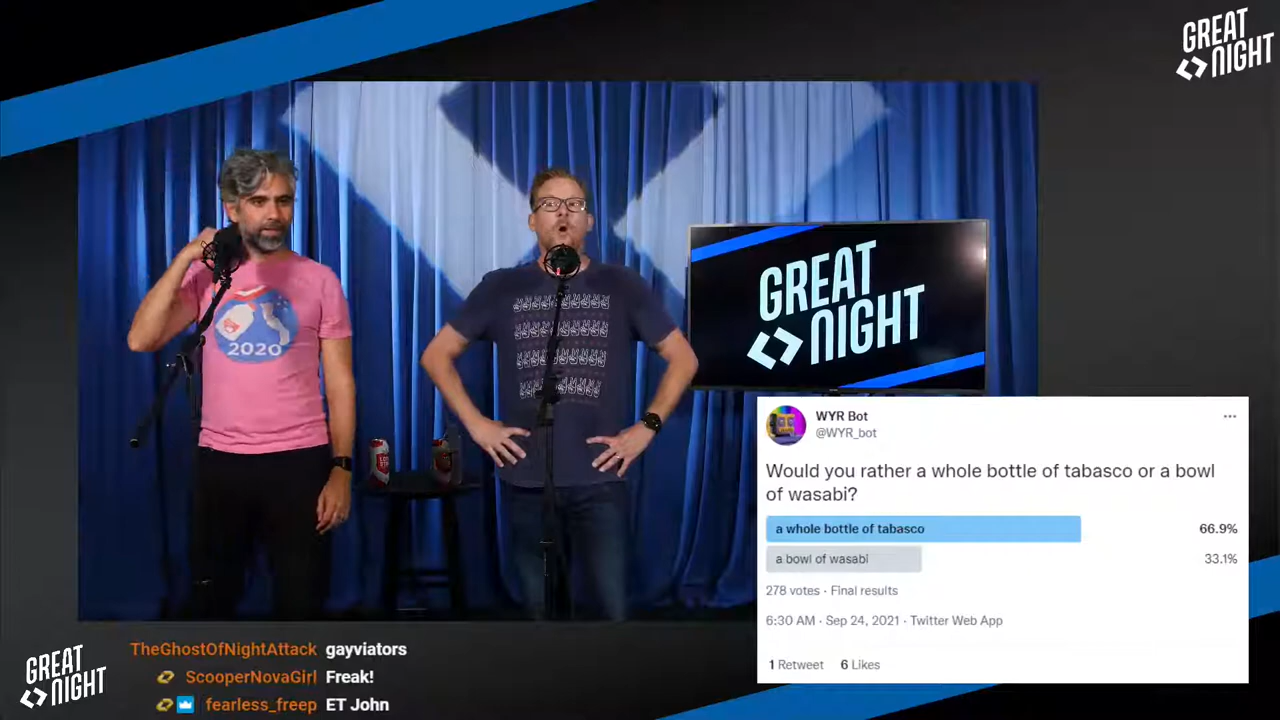 GREAT
NIGHT
2020
GREAT
NIGHT
WYR Bot
@WYR_bot
Would you rather a whole bottle of tabasco or a bowl
of wasabi?
a whole bottle of tabasco 66.9%
a bowl of wasabi 33.1%
278 votes · Final results
6:30 AM · Sep 24, 2021 · Twitter Web App
1 Retweet 6 Likes
GREAT
NIGHT
TheGhostOfNightAttack gayviators
ScooperNovaGirl Freak!
fearless_freep ET John